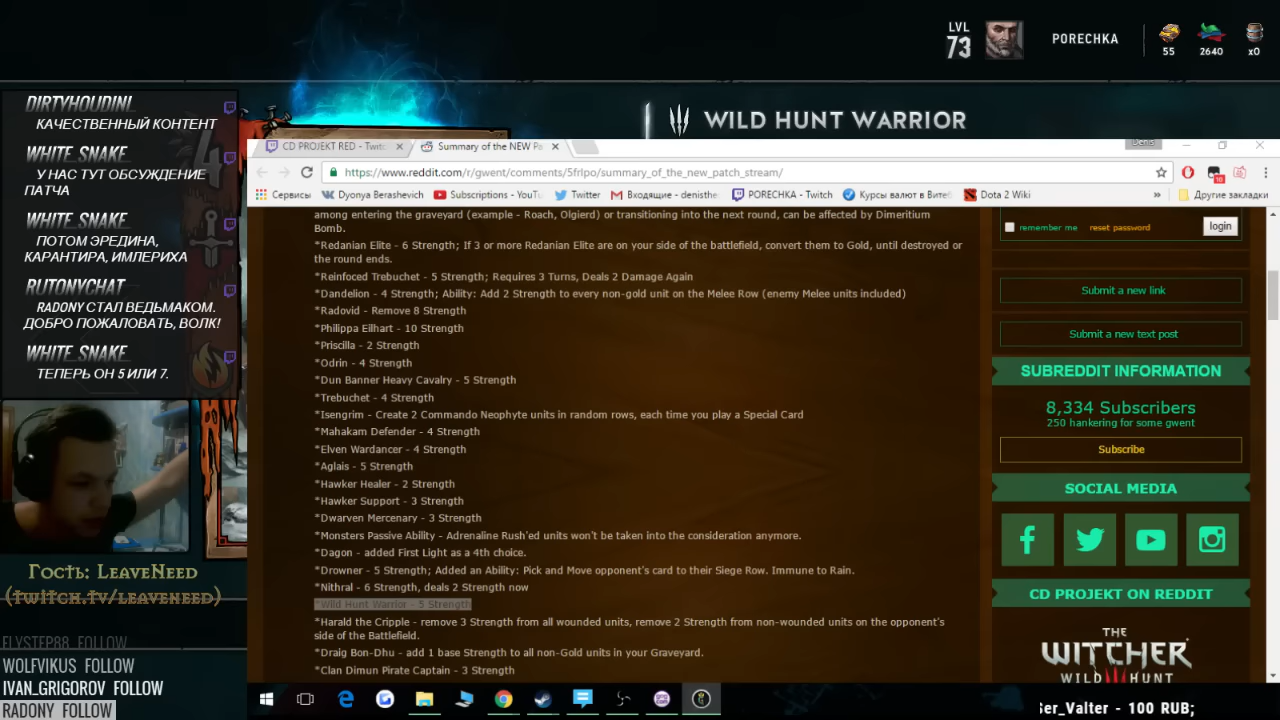 LVL
73
PORECHKA
55
2640
x0
WILD HUNT WARRIOR
DIRTYHOUDINI
КАЧЕСТВЕННЫЙ КОНТЕНТ
WHITE_SNAKE_
У НАС ТУТ ОБСУЖДЕНИЕ
ПАТЧА
WHITE_SNAKE_
ПОТОМ ЭРЕДИНА,
КАРАНТИРА, ИМЛЕРИХА
RUTONYCHAT
RADONY СТАЛ ВЕДЬМАКОМ.
ДОБРО ПОЖАЛОВАТЬ, ВОЛК!
WHITE_SNAKE_
ТЕПЕРЬ ОН 5 ИЛИ 7.
4
Гость: LeaveNeed
(twitch.tv/leaveneed)
FLYSTEP88 FOLLOW
WOLFVIKUS FOLLOW
IVAN_GRIGOROV FOLLOW
RADONY FOLLOW
CD PROJEKT RED - Twitc
Summary of the NEW Pa
Denis
https://www.reddit.com/r/gwent/comments/5frlpo/summary_of_the_new_patch_stream/
Сервисы
Dyonya Berashevich
Subscriptions - YouTu
Twitter
Входящие - denisthe
PORECHKA - Twitch
Курсы валют в Витеб
Dota 2 Wiki
»
Другие закладки
among entering the graveyard (example - Roach, Olgierd) or transitioning into the next round, can be affected by Dimeritium
Bomb.
*Redanian Elite - 6 Strength; If 3 or more Redanian Elite are on your side of the battlefield, convert them to Gold, until destroyed or
the round ends.
*Reinfoced Trebuchet - 5 Strength; Requires 3 Turns, Deals 2 Damage Again
*Dandelion - 4 Strength; Ability: Add 2 Strength to every non-gold unit on the Melee Row (enemy Melee units included)
*Radovid - Remove 8 Strength
*Philippa Eilhart - 10 Strength
*Priscilla - 2 Strength
*Odrin - 4 Strength
*Dun Banner Heavy Cavalry - 5 Strength
*Trebuchet - 4 Strength
*Isengrim - Create 2 Commando Neophyte units in random rows, each time you play a Special Card
*Mahakam Defender - 4 Strength
*Elven Wardancer - 4 Strength
*Aglais - 5 Strength
*Hawker Healer - 2 Strength
*Hawker Support - 3 Strength
*Dwarven Mercenary - 3 Strength
*Monsters Passive Ability - Adrenaline Rush'ed units won't be taken into the consideration anymore.
*Dagon - added First Light as a 4th choice.
*Drowner - 5 Strength; Added an Ability: Pick and Move opponent's card to their Siege Row. Immune to Rain.
*Nithral - 6 Strength, deals 2 Strength now
*Wild Hunt Warrior - 5 Strength
*Harald the Cripple - remove 3 Strength from all wounded units, remove 2 Strength from non-wounded units on the opponent's
side of the Battlefield.
*Draig Bon-Dhu - add 1 base Strength to all non-Gold units in your Graveyard.
*Clan Dimun Pirate Captain - 3 Strength
remember me
reset password
login
Submit a new link
Submit a new text post
SUBREDDIT INFORMATION
8,334 Subscribers
250 hankering for some gwent
Subscribe
SOCIAL MEDIA
CD PROJEKT ON REDDIT
THE
WITCHER
WILD HUNT
Ber_Valter - 100 RUB;